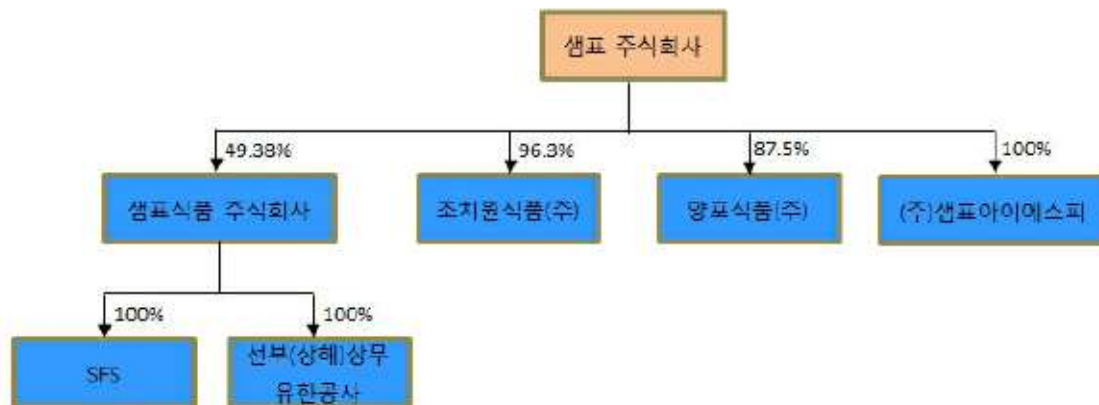 샘표 주식회사
49.38%
96.3%
87.5%
100%
샘표식품 주식회사
조치원식품(주)
양포식품(주)
(주)샘표아이에스피
100%
100%
SFS
선부(상해)상무
유한공사